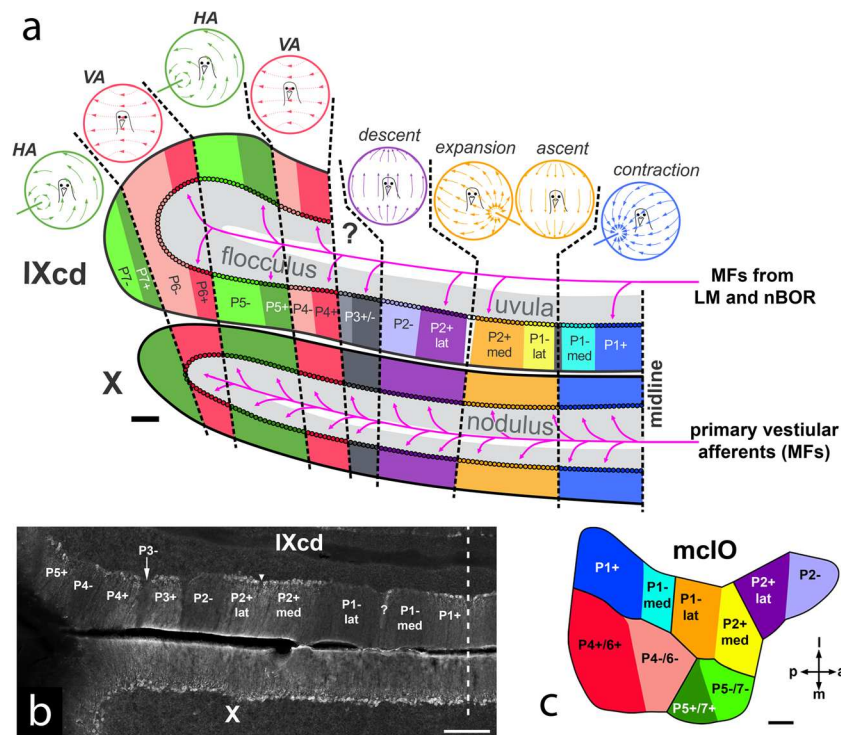 a
HA
VA
HA
VA
HA
descent
expansion
ascent
contraction
?
IXcd
P7-
P7+
P6-
P6+
flocculus
P5-
P5+
P4-
P4+
P3+/-
P2-
P2+
lat
uvula
P2+
med
P1-
lat
P1-
med
P1+
MFs from
LM and nBOR
midline
X
nodulus
primary vestiular
afferents (MFs)
b
IXcd
P5+
P4-
P4+
P3-
P3+
P2-
P2+
lat
P2+
med
P1-
lat
?
P1-
med
P1+
X
c
mcIO
P1+
P1-
med
P1-
lat
P2+
med
P2+
lat
P2-
P4+/6+
P4-/6-
P5+/7+
P5-/7-
l
p
a
m